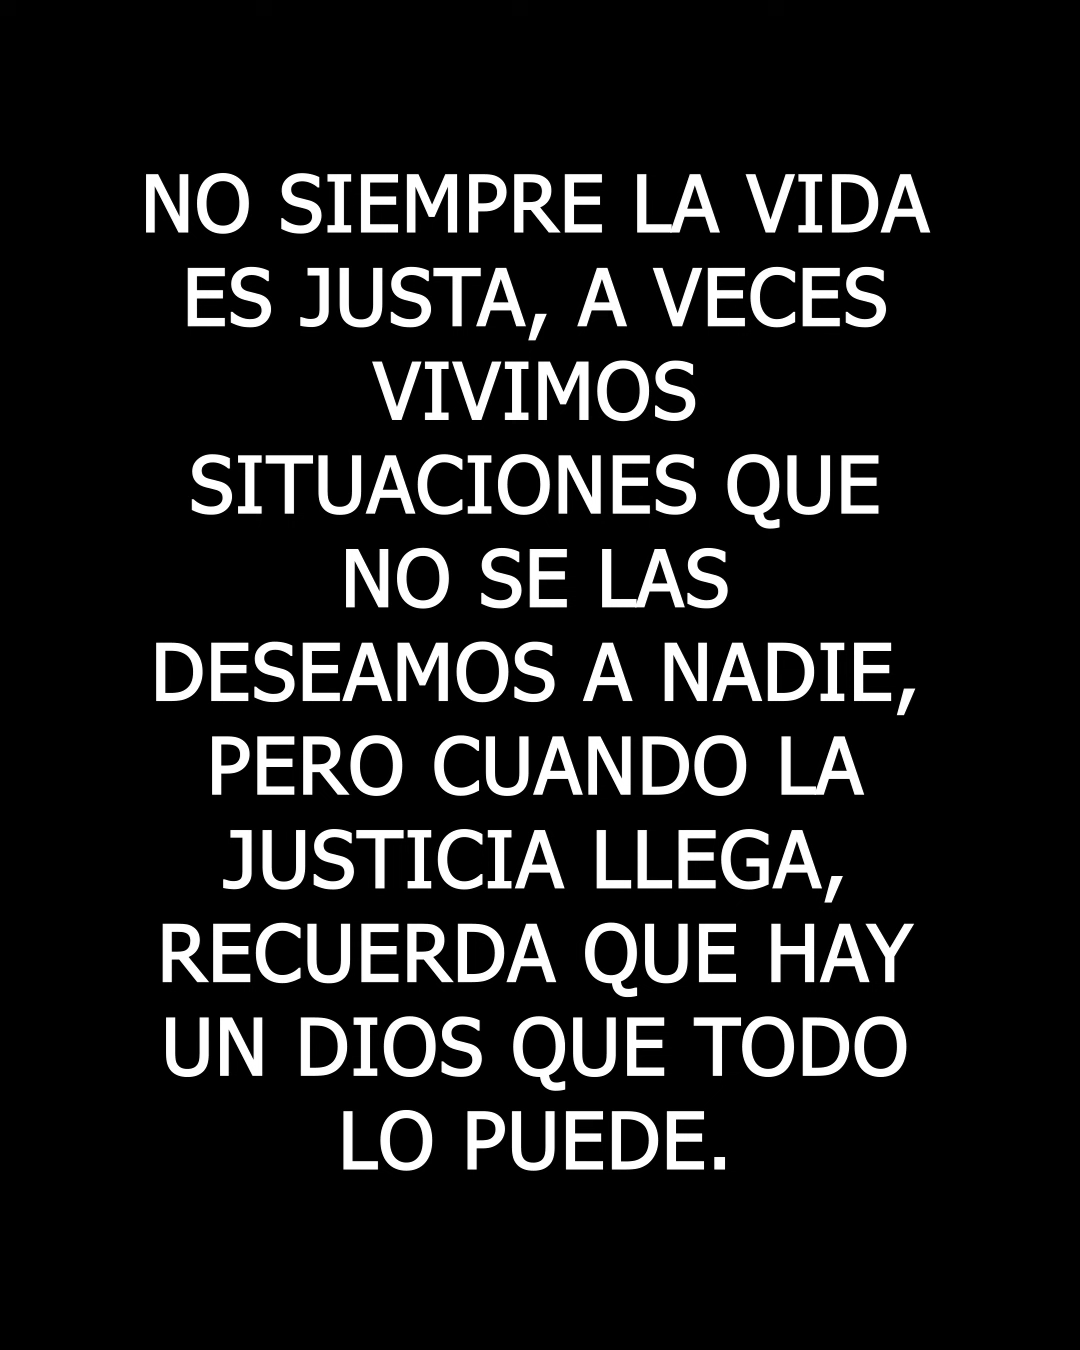 NO SIEMPRE LA VIDA
ES JUSTA, A VECES
VIVIMOS
SITUACIONES QUE
NO SE LAS
DESEAMOS A NADIE,
PERO CUANDO LA
JUSTICIA LLEGA,
RECUERDA QUE HAY
UN DIOS QUE TODO
LO PUEDE.